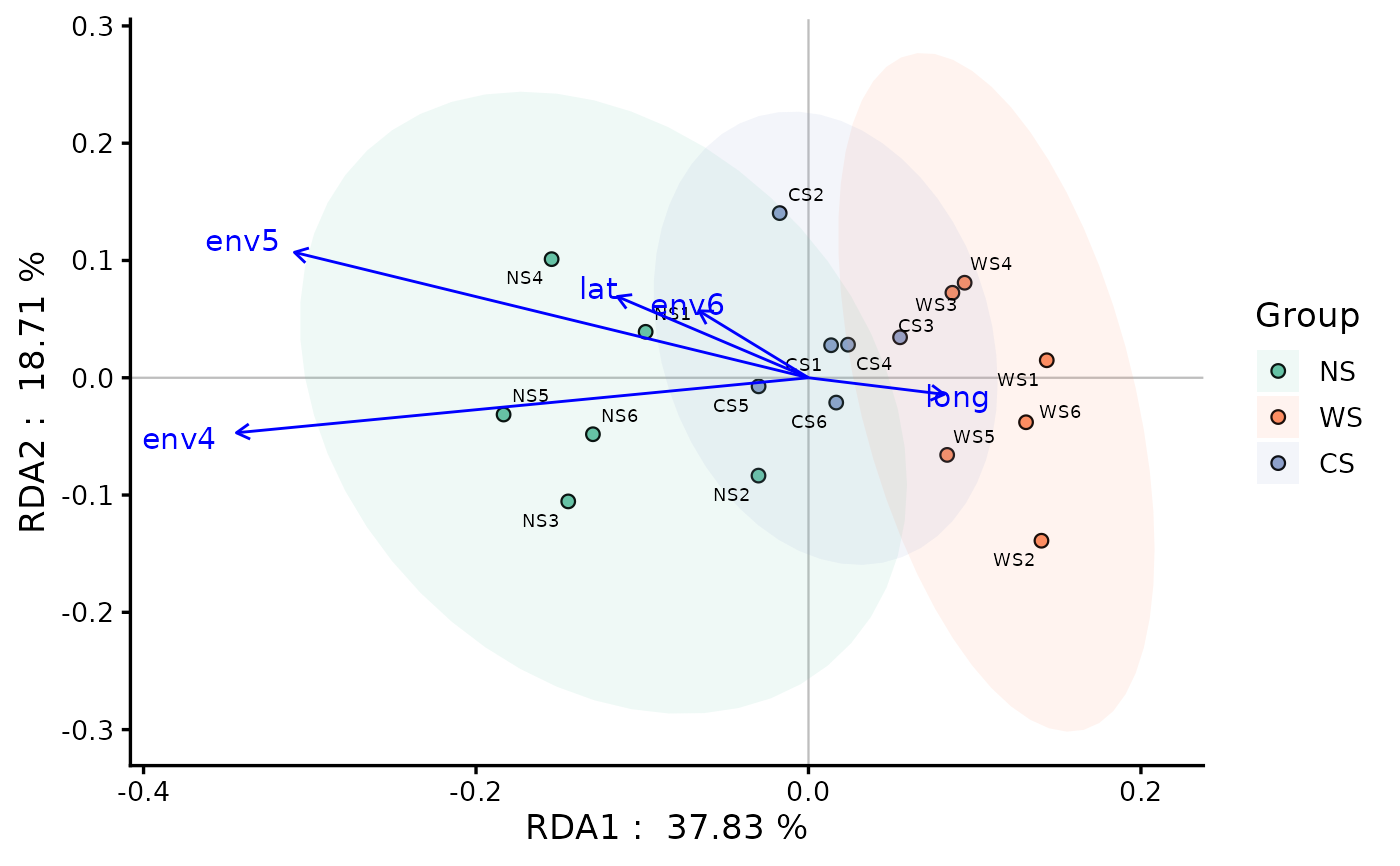 0.3
0.2
0.1
0.0
-0.1
-0.2
-0.3
RDA2 : 18.71 %
-0.4
-0.2
0.0
0.2
RDA1 : 37.83 %
CS2
env5
NS4
lat
env6
NS1
WS4
WS3
CS3
CS1
CS4
WS1
long
NS5
CS5
CS6
NS6
WS6
env4
WS5
NS2
NS3
WS2
Group
NS
WS
CS